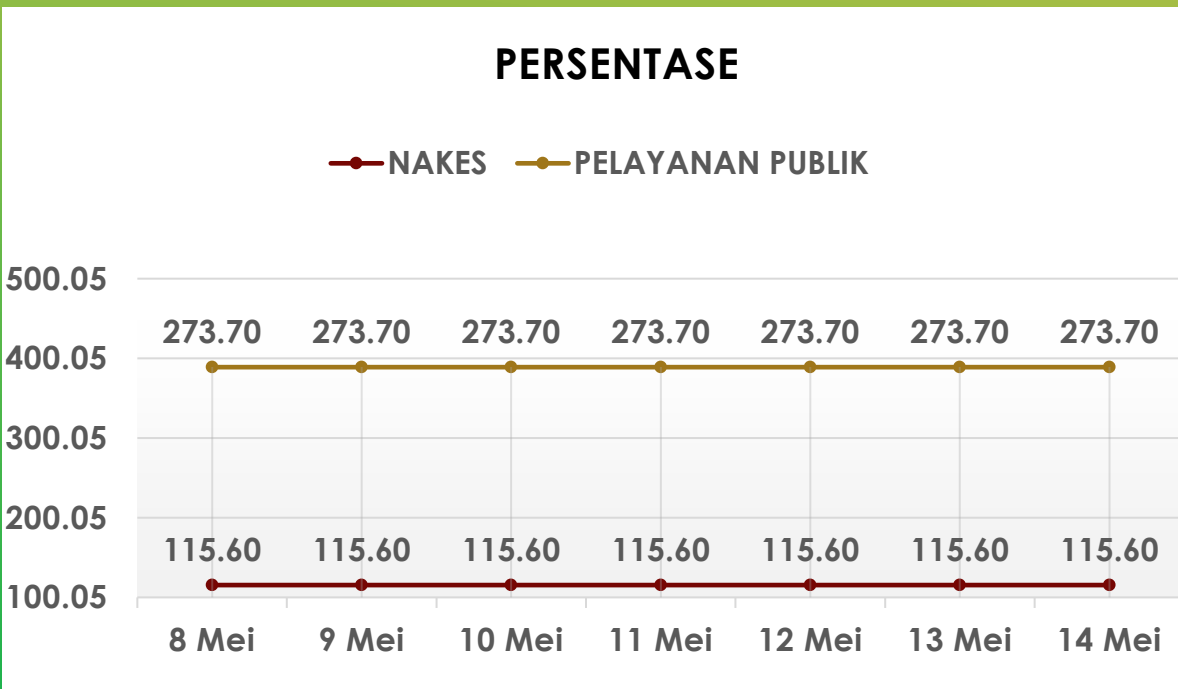 PERSENTASE
NAKES PELAYANAN PUBLIK
500.05
273.70 273.70 273.70 273.70 273.70 273.70 273.70
400.05
300.05
200.05
115.60 115.60 115.60 115.60 115.60 115.60 115.60
100.05
8 Mei 9 Mei 10 Mei 11 Mei 12 Mei 13 Mei 14 Mei